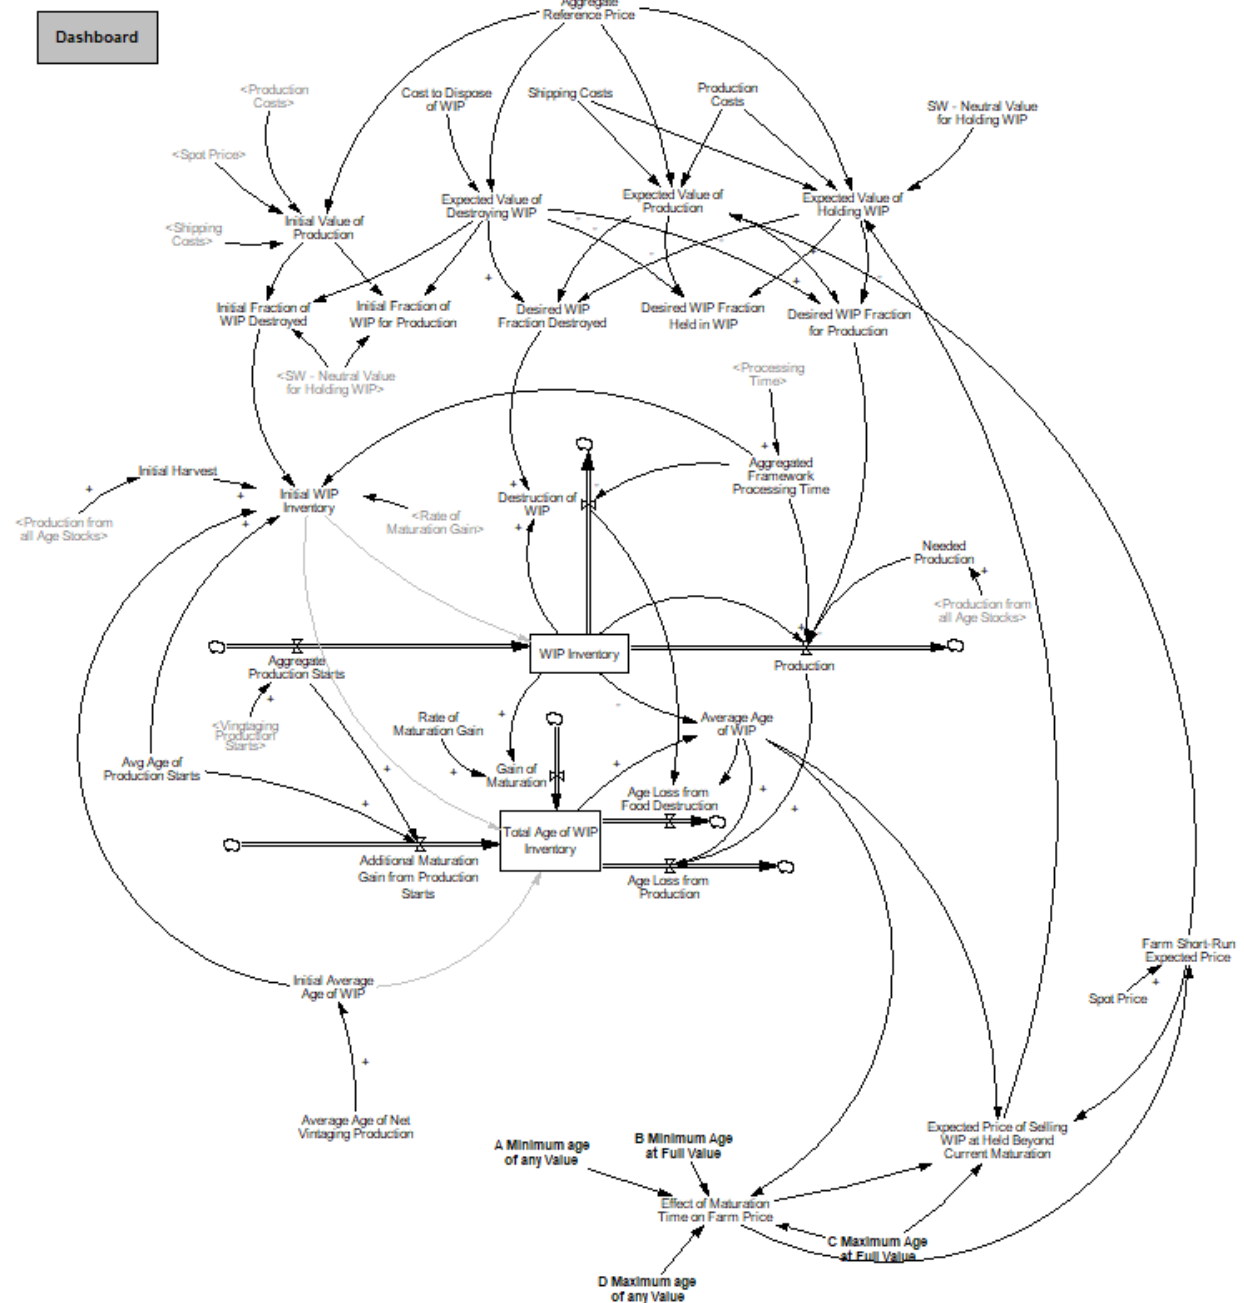 Aggregate
Reference Price
Dashboard
<Production
Costs>
Cost to Dispose
of WIP
Shipping Costs
Production
Costs
SW - Neutral Value
for Holding WIP
<Spot Price>
Expected Value of
Destroying WIP
Expected Value of
Production
Expected Value of
Holding WIP
<Shipping
Costs>
Initial Value of
Production
Initial Fraction of
WIP Destroyed
Initial Fraction of
WIP for Production
Desired WIP
Fraction Destroyed
Desired WIP Fraction
Held in WIP
Desired WIP Fraction
for Production
<SW - Neutral Value
for Holding WIP>
<Processing
Time>
Initial Harvest
Initial WIP
Inventory
Destruction of
WIP
Aggregated
Framework
Processing Time
<Production from
all Age Stocks>
<Rate of
Maturation Gain>
Needed
Production
<Production from
all Age Stocks>
Aggregate
Production Starts
WIP Inventory
Production
<Vingtaging
Production
Starts>
Rate of
Maturation Gain
Average Age
of WIP
Avg Age of
Production Starts
Gain of
Maturation
Age Loss from
Food Destruction
Total Age of WIP
Inventory
Additional Maturation
Gain from Production
Starts
Age Loss from
Production
Initial Average
Age of WIP
Farm Short-Run
Expected Price
Spot Price
Average Age of Net
Vintaging Production
Expected Price of Selling
WIP at Held Beyond
Current Maturation
A Minimum age
of any Value
B Minimum Age
at Full Value
Effect of Maturation
Time on Farm Price
C Maximum Age
at Full Value
D Maximum age
of any Value